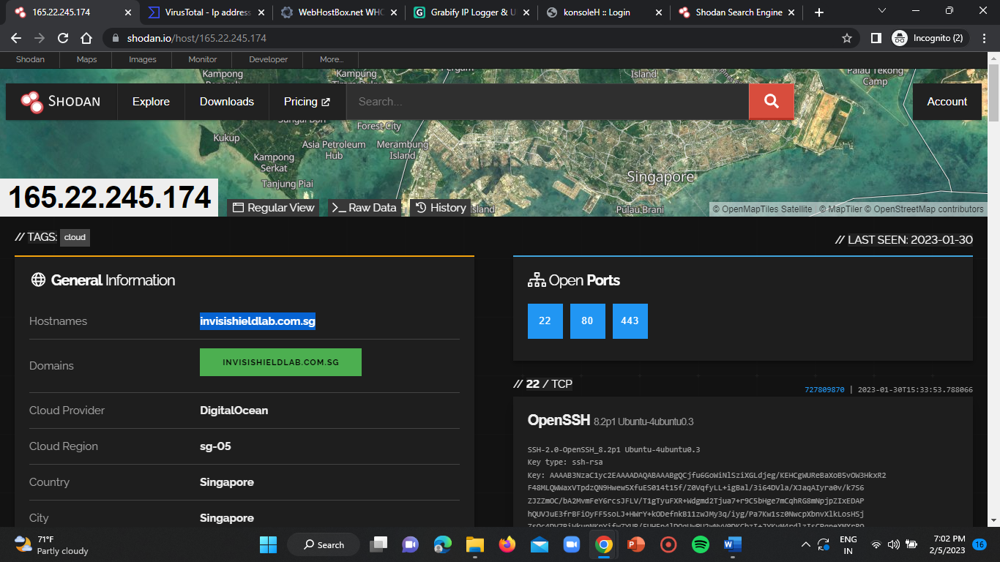 165.22.245.174
VirusTotal - Ip address
WebHostBox.net WHO
Grabify IP Logger & U
konsoleH :: Login
Shodan Search Engine
shodan.io/host/165.22.245.174
Incognito (2)
Shodan Maps Images Monitor Developer More...
Kampong
Kampung
Island
Palau Tekong
Camp
SHODAN Explore Downloads Pricing Search... Account
Forest City
Kukup
Asia Petroleum
Hub
Merambung
Island
Kampong
Serkat
Tanjung Piai
Singapore
Island
Pulau Brani
165.22.245.174
Regular View Raw Data History
© OpenMapTiles Satellite | © MapTiler © OpenStreetMap contributors
// TAGS: cloud
// LAST SEEN: 2023-01-30
General Information
Hostnames invisishieldlab.com.sg
Domains INVISISHIELDLAB.COM.SG
Cloud Provider DigitalOcean
Cloud Region sg-05
Country Singapore
City Singapore
Open Ports
22 80 443
// 22 / TCP
727809870 | 2023-01-30T15:33:53.788066
OpenSSH 8.2p1 Ubuntu-4ubuntu0.3
SSH-2.0-OpenSSH_8.2p1 Ubuntu-4ubuntu0.3
Key type: ssh-rsa
Key: AAAAB3NzaC1yc2EAAAADAQABAAABgQCjfu6GoWiNlSziXGLdjeg/KEHCgWUReBaXoB5vOW3HkxR2
F48MLQWWaxVTpdzQN9Hwew5XfuES014t15f/Z0VqfyLL+igBal/3i64DVla/XJaqAIyra0v/k7S6
ZJZZmOC/bA2MvmFeY6rcsJFLV/T1gTyuFXR+Wdgmd2Tjua7+r9C5bHge7mCqhRG8mNpjpZIxEDAP
hQUVJuE3frBFiOyFF5soLJ+HWrY+kODefnkB11zwJMy3q/iyg/Pa7Kw1sz0NwcpXbnvXlkLosHSj
71°F
Partly cloudy
Search
ENG
IN
7:02 PM
2/5/2023
16